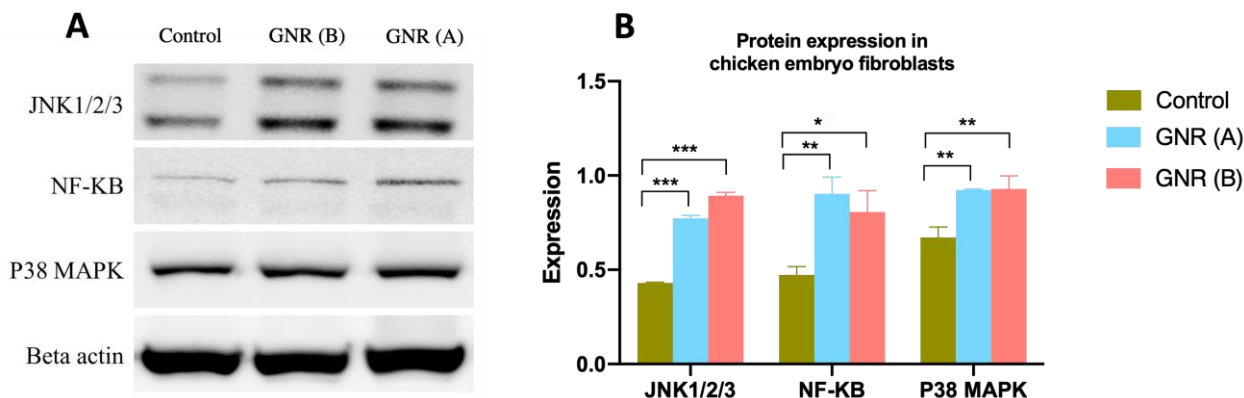 A
Control GNR (B) GNR (A)
JNK1/2/3
NF-KB
P38 MAPK
Beta actin
B
Protein expression in
chicken embryo fibroblasts
Expression
1.5
1.0
0.5
0.0
*** ***
* **
** **
JNK1/2/3 NF-KB P38 MAPK
Control
GNR (A)
GNR (B)